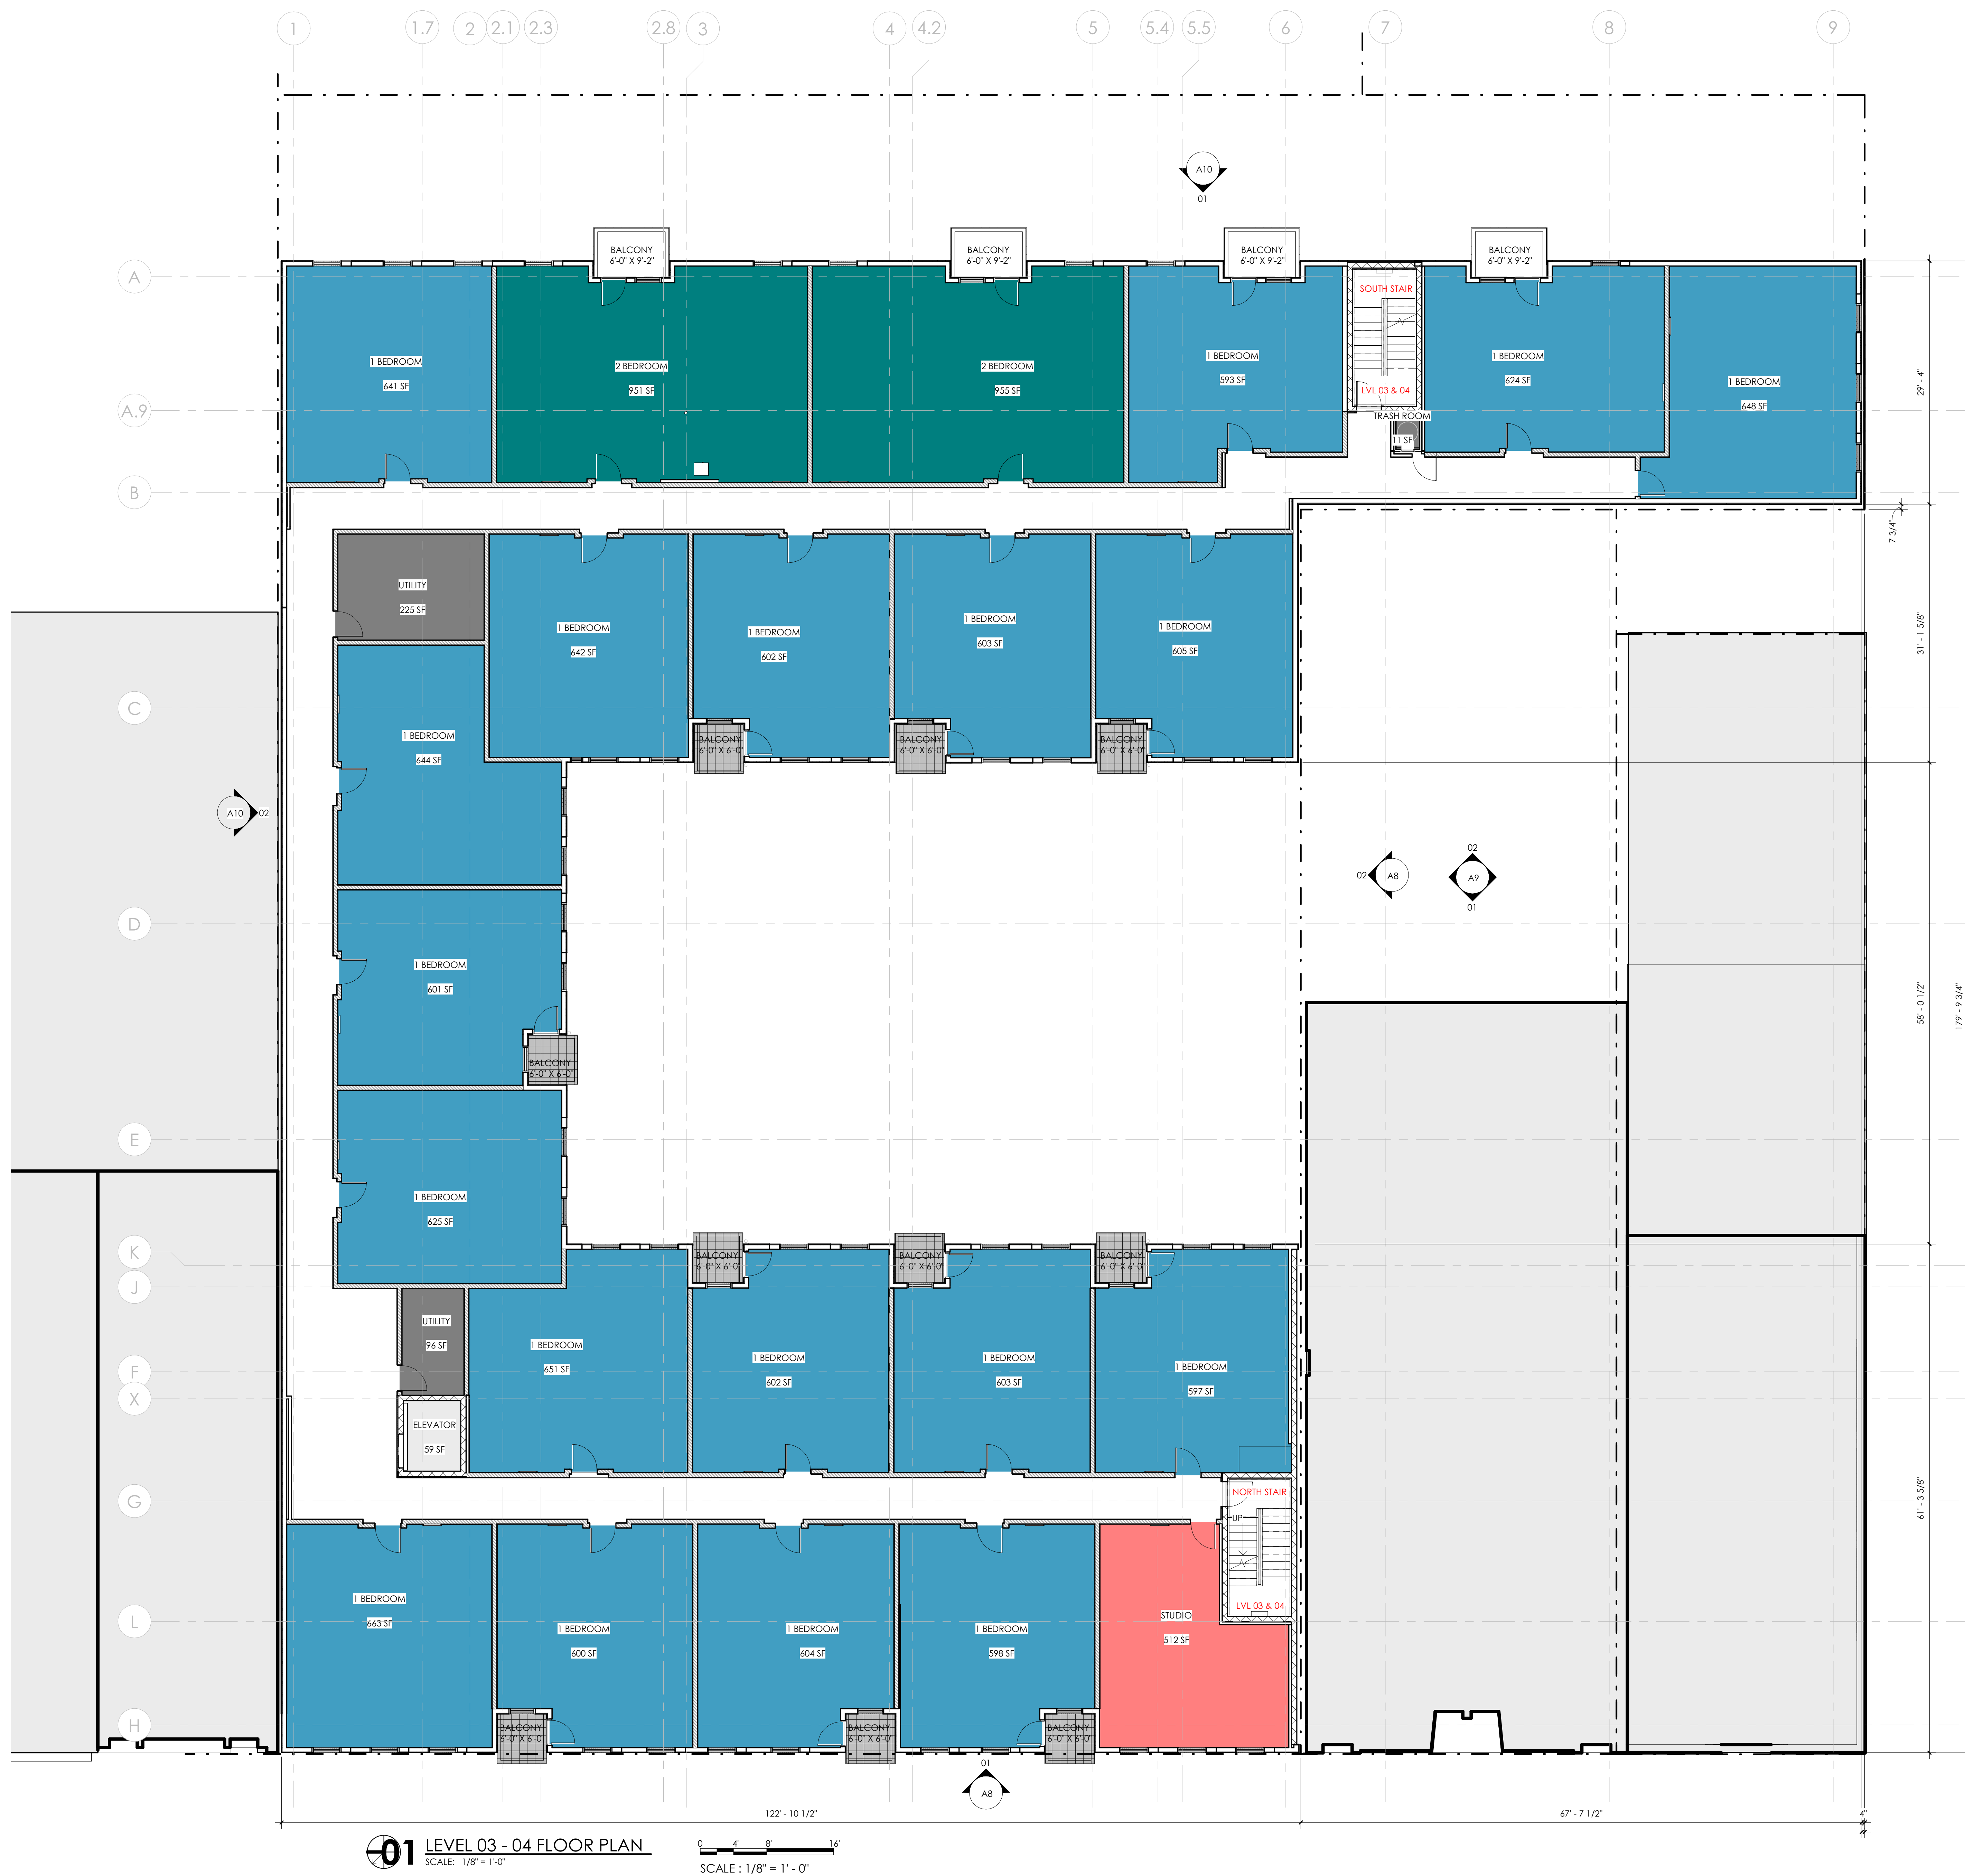 1
1.7
2
2.1
2.3
2.8
3
4
4.2
5
5.4
5.5
6
7
8
9
A10
01
BALCONY
6'-0" X 9'-2"
BALCONY
6'-0" X 9'-2"
BALCONY
6'-0" X 9'-2"
BALCONY
6'-0" X 9'-2"
A
SOUTH STAIR
1 BEDROOM
641 SF
2 BEDROOM
951 SF
2 BEDROOM
955 SF
1 BEDROOM
593 SF
LVL 03 & 04
1 BEDROOM
624 SF
1 BEDROOM
648 SF
29' - 4"
A.9
TRASH ROOM
11 SF
B
7 3/4"
UTILITY
225 SF
1 BEDROOM
642 SF
1 BEDROOM
602 SF
1 BEDROOM
603 SF
1 BEDROOM
605 SF
31' - 1 5/8"
C
1 BEDROOM
644 SF
BALCONY
6'-0" X 6'-0"
BALCONY
6'-0" X 6'-0"
BALCONY
6'-0" X 6'-0"
A10
02
02
A8
02
A9
01
D
1 BEDROOM
601 SF
58' - 0 1/2"
179' - 9 3/4"
BALCONY
6'-0" X 6'-0"
E
1 BEDROOM
625 SF
K
BALCONY
6'-0" X 6'-0"
BALCONY
6'-0" X 6'-0"
BALCONY
6'-0" X 6'-0"
J
UTILITY
96 SF
1 BEDROOM
651 SF
1 BEDROOM
602 SF
1 BEDROOM
603 SF
1 BEDROOM
597 SF
F
X
ELEVATOR
59 SF
G
NORTH STAIR
UP
61' - 3 5/8"
1 BEDROOM
663 SF
1 BEDROOM
600 SF
1 BEDROOM
604 SF
1 BEDROOM
598 SF
STUDIO
512 SF
LVL 03 & 04
L
H
BALCONY
6'-0" X 6'-0"
BALCONY
6'-0" X 6'-0"
BALCONY
6'-0" X 6'-0"
01
A8
122' - 10 1/2"
67' - 7 1/2"
4"
01
LEVEL 03 - 04 FLOOR PLAN
SCALE: 1/8" = 1'-0"
0 4' 8' 16'
SCALE : 1/8" = 1' - 0"